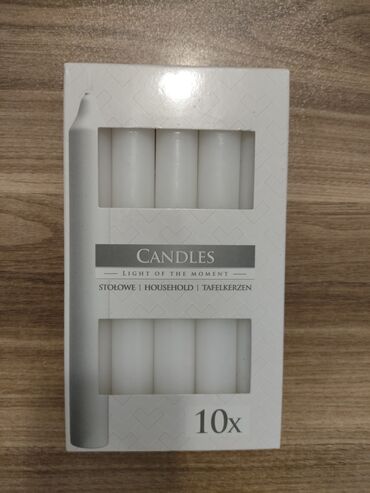 CANDLES
LIGHT OF THE MOMENT
STOŁOWE | HOUSEHOLD | TAFELKERZEN
10x